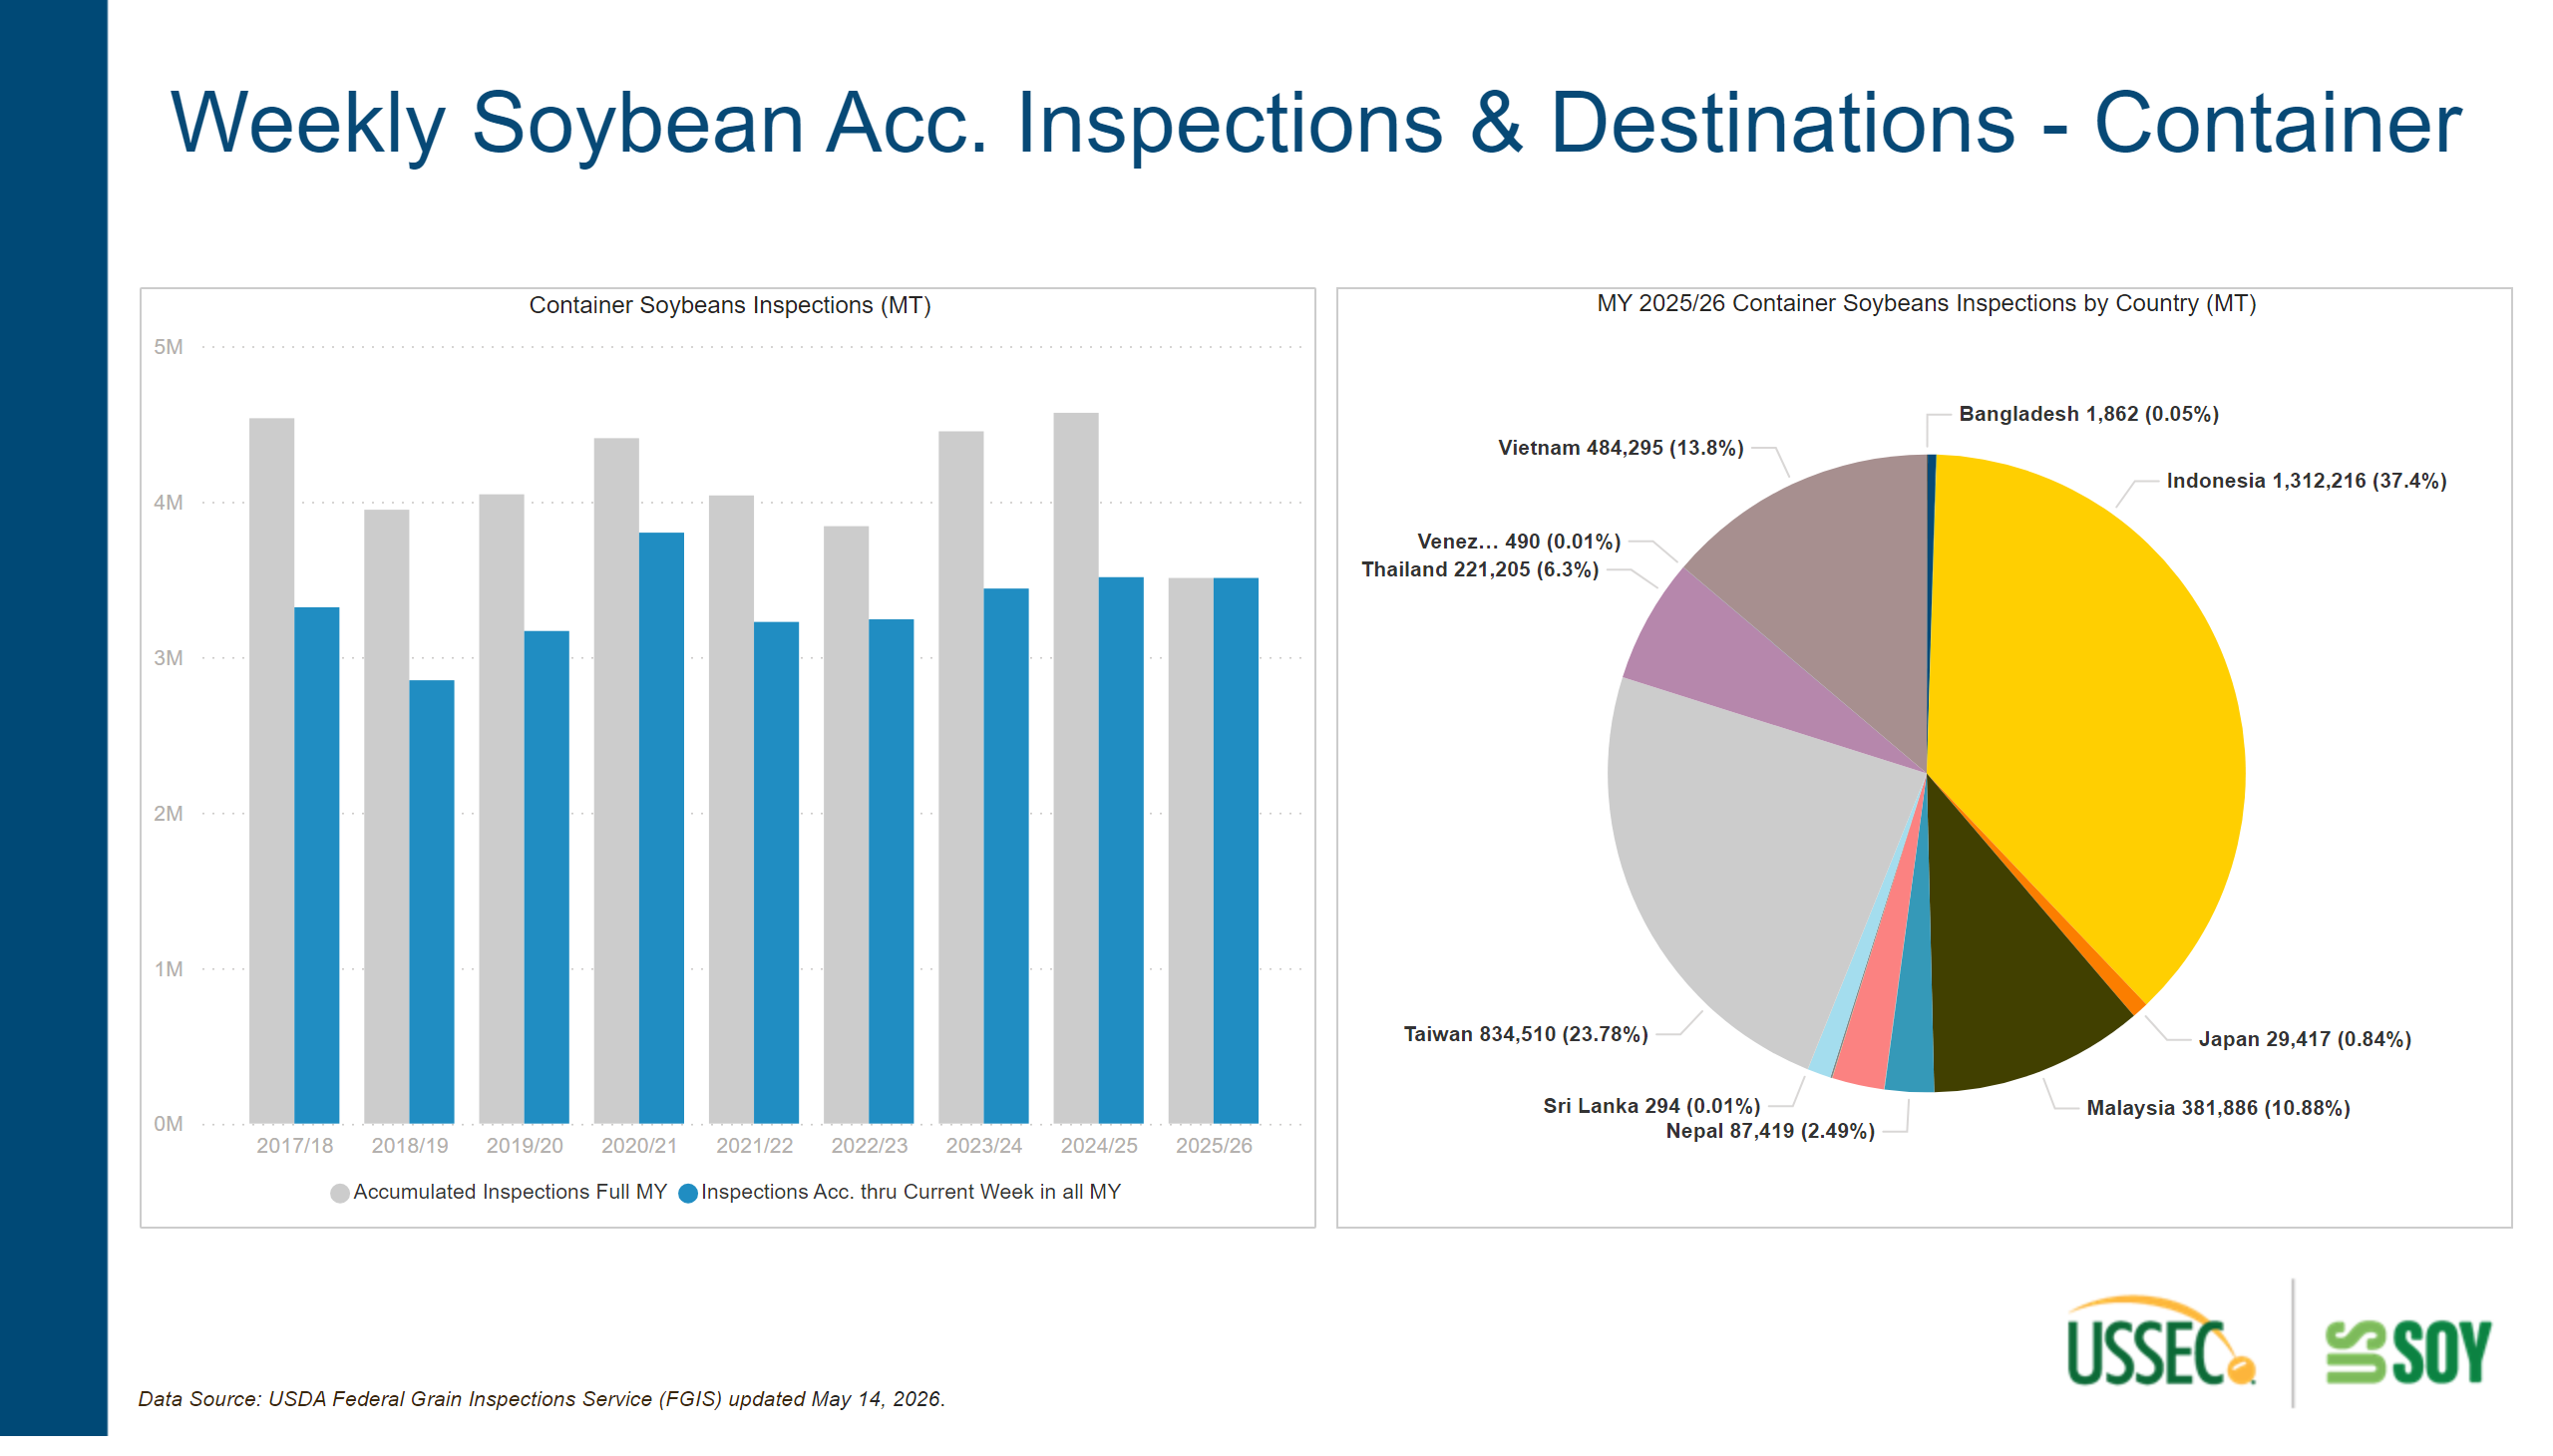 Weekly Soybean Acc. Inspections & Destinations - Container
Container Soybeans Inspections (MT)
5M
4M
3M
2M
1M
0M
2017/18 2018/19 2019/20 2020/21 2021/22 2022/23 2023/24 2024/25 2025/26
Accumulated Inspections Full MY Inspections Acc. thru Current Week in all MY
MY 2025/26 Container Soybeans Inspections by Country (MT)
Bangladesh 1,862 (0.05%)
Vietnam 484,295 (13.8%)
Indonesia 1,312,216 (37.4%)
Venez... 490 (0.01%)
Thailand 221,205 (6.3%)
Taiwan 834,510 (23.78%)
Japan 29,417 (0.84%)
Sri Lanka 294 (0.01%)
Malaysia 381,886 (10.88%)
Nepal 87,419 (2.49%)
USSEC
US SOY
Data Source: USDA Federal Grain Inspections Service (FGIS) updated May 14, 2026.